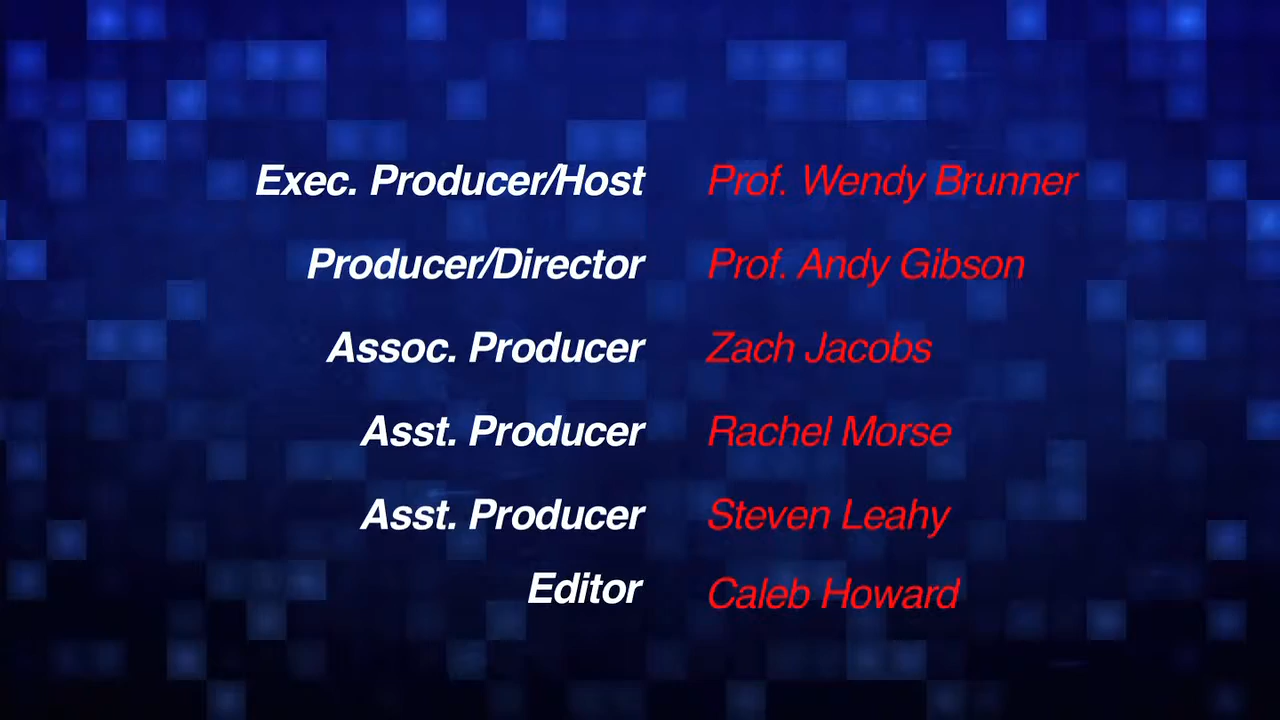 Exec. Producer/Host Prof. Wendy Brunner
Producer/Director Prof. Andy Gibson
Assoc. Producer Zach Jacobs
Asst. Producer Rachel Morse
Asst. Producer Steven Leahy
Editor Caleb Howard